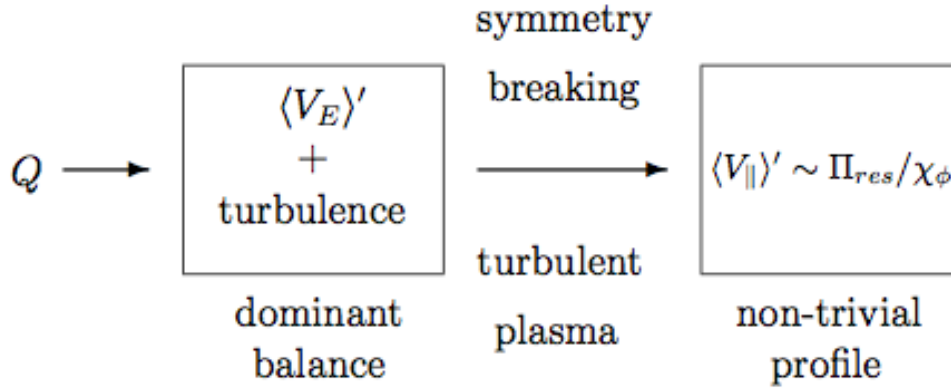 Q
⟨V_E⟩′
+
turbulence
dominant
balance
symmetry
breaking
turbulent
plasma
⟨V_∥⟩′ ∼ Π_res/χ_ϕ
non-trivial
profile